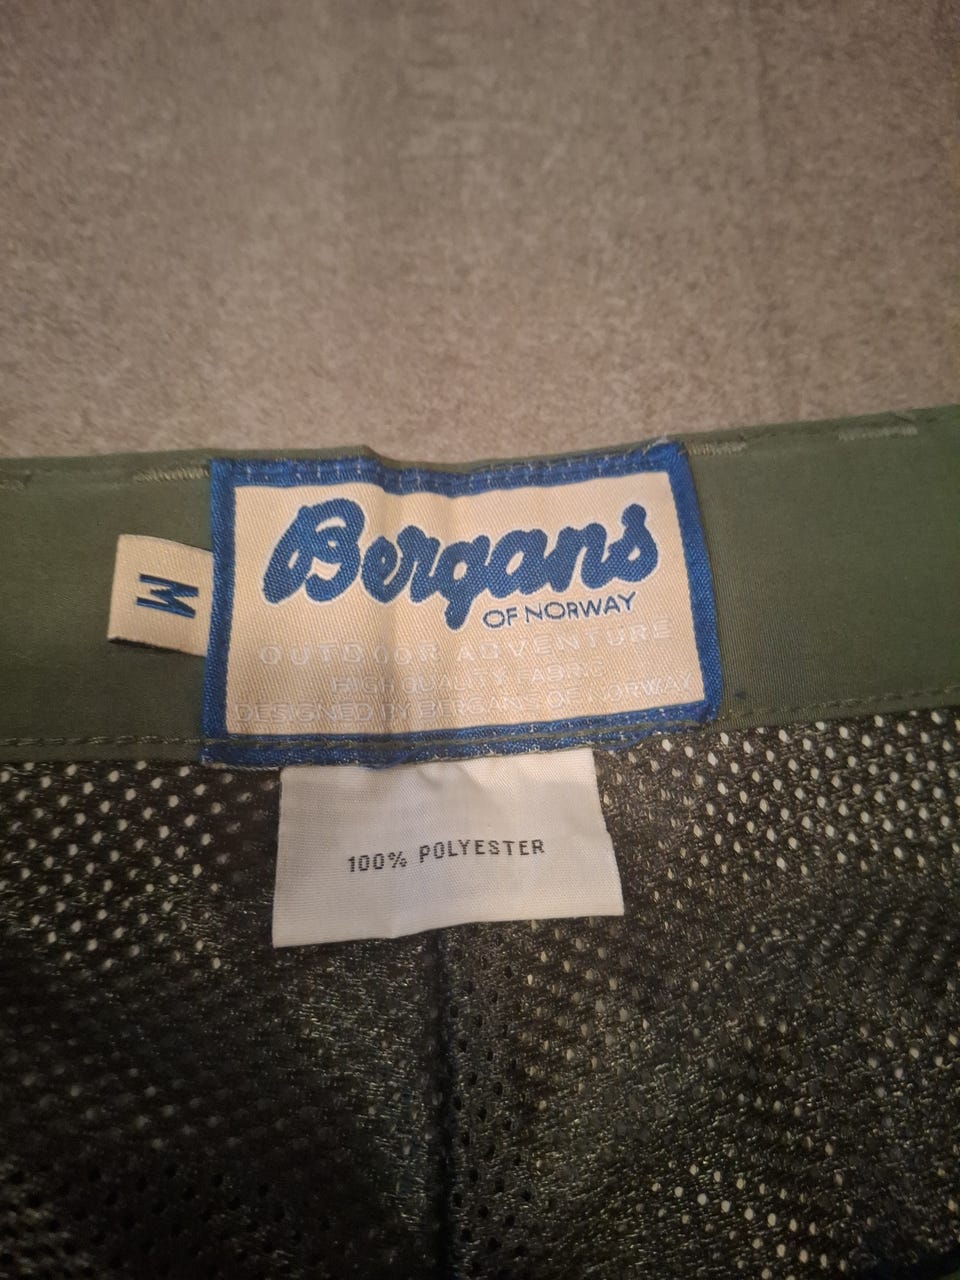 Bergans
OF NORWAY
OUTDOOR ADVENTURE
HIGH QUALITY FABRIC
DESIGNED BY BERGANS OF NORWAY
M
100% POLYESTER